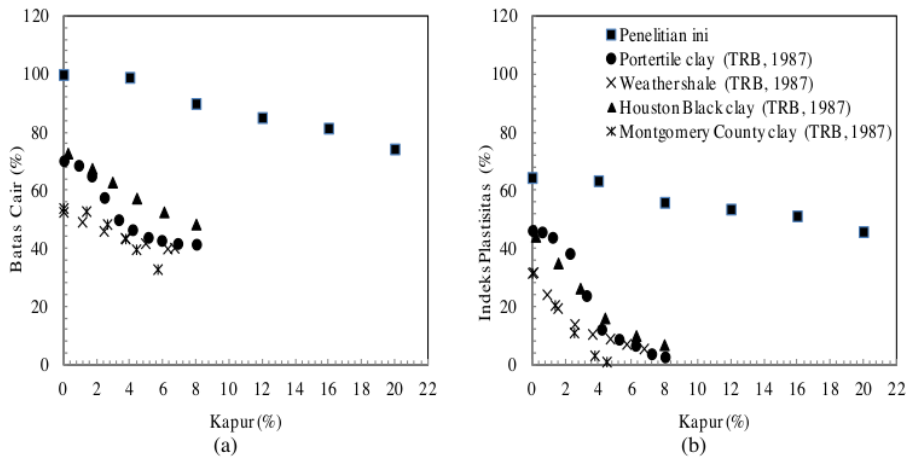 120
100
80
60
40
20
0
Batas Cair (%)
0 2 4 6 8 10 12 14 16 18 20 22
Kapur (%)
(a)
120
100
80
60
40
20
0
Indeks Plastisitas (%)
Penelitian ini
Portertile clay (TRB, 1987)
Weathershale (TRB, 1987)
Houston Black clay (TRB, 1987)
Montgomery County clay (TRB, 1987)
0 2 4 6 8 10 12 14 16 18 20 22
Kapur (%)
(b)